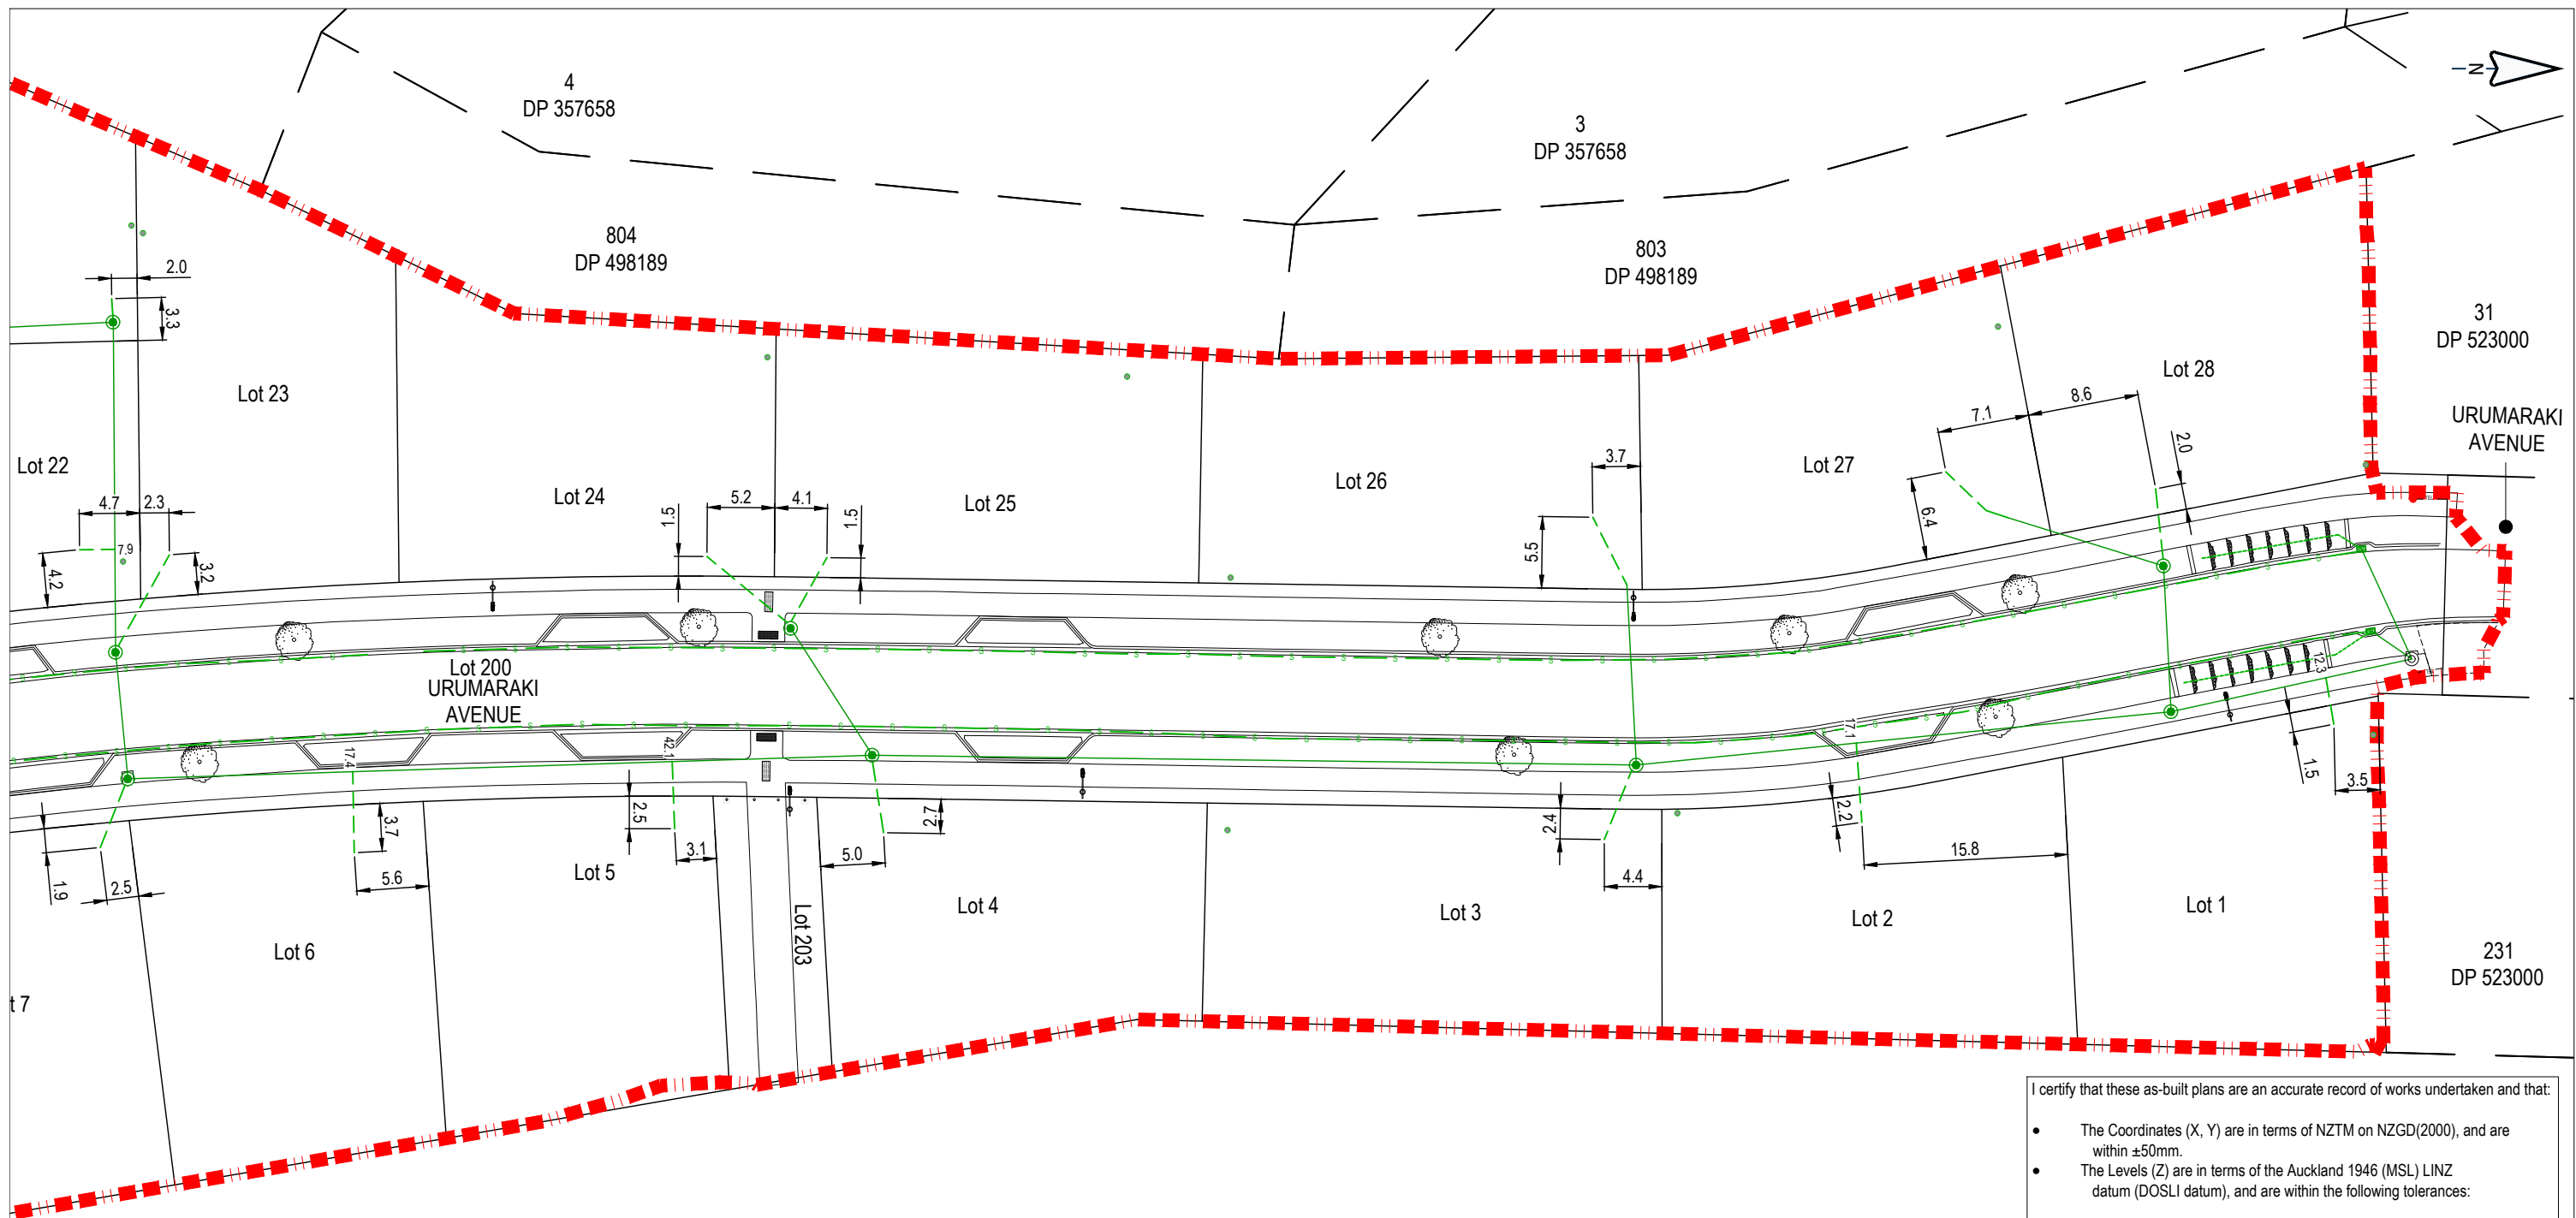 4
DP 357658
3
DP 357658
N
804
DP 498189
803
DP 498189
31
DP 523000
URUMARAKI
AVENUE
2.0
3.3
Lot 23
Lot 28
Lot 22
Lot 24
Lot 25
Lot 26
Lot 27
4.7
2.3
7.9
4.2
3.2
1.5
5.2
4.1
1.5
3.7
5.5
7.1
8.6
2.0
6.4
Lot 200
URUMARAKI
AVENUE
17.4
42.1
17.1
12.3
1.9
2.5
3.7
5.6
2.5
3.1
5.0
2.7
2.4
4.4
2.2
15.8
1.5
3.5
Lot 5
Lot 203
Lot 4
Lot 3
Lot 2
Lot 1
Lot 6
t 7
231
DP 523000
I certify that these as-built plans are an accurate record of works undertaken and that:
• The Coordinates (X, Y) are in terms of NZTM on NZGD(2000), and are
within ±50mm.
• The Levels (Z) are in terms of the Auckland 1946 (MSL) LINZ
datum (DOSLI datum), and are within the following tolerances: